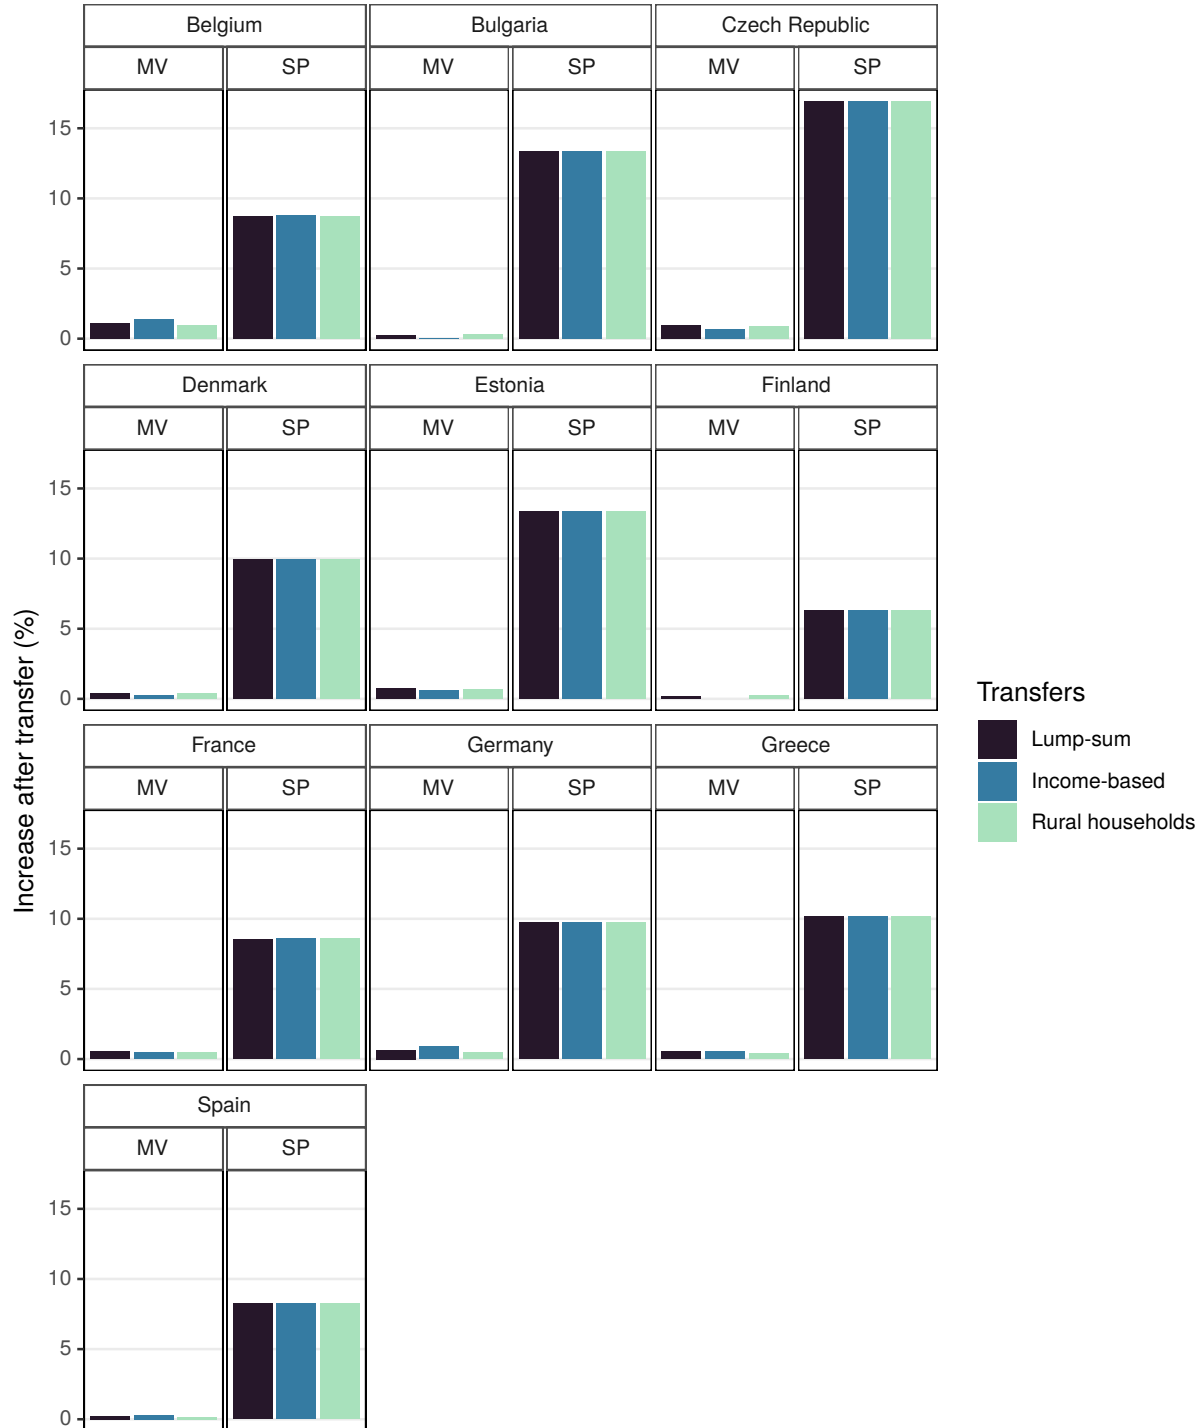 Belgium Bulgaria Czech Republic
MV SP MV SP MV SP
15
10
5
0
Denmark Estonia Finland
MV SP MV SP MV SP
15
10
5
0
France Germany Greece
MV SP MV SP MV SP
15
10
5
0
Spain
MV SP
15
10
5
0
Increase after transfer (%)
Transfers
Lump-sum
Income-based
Rural households